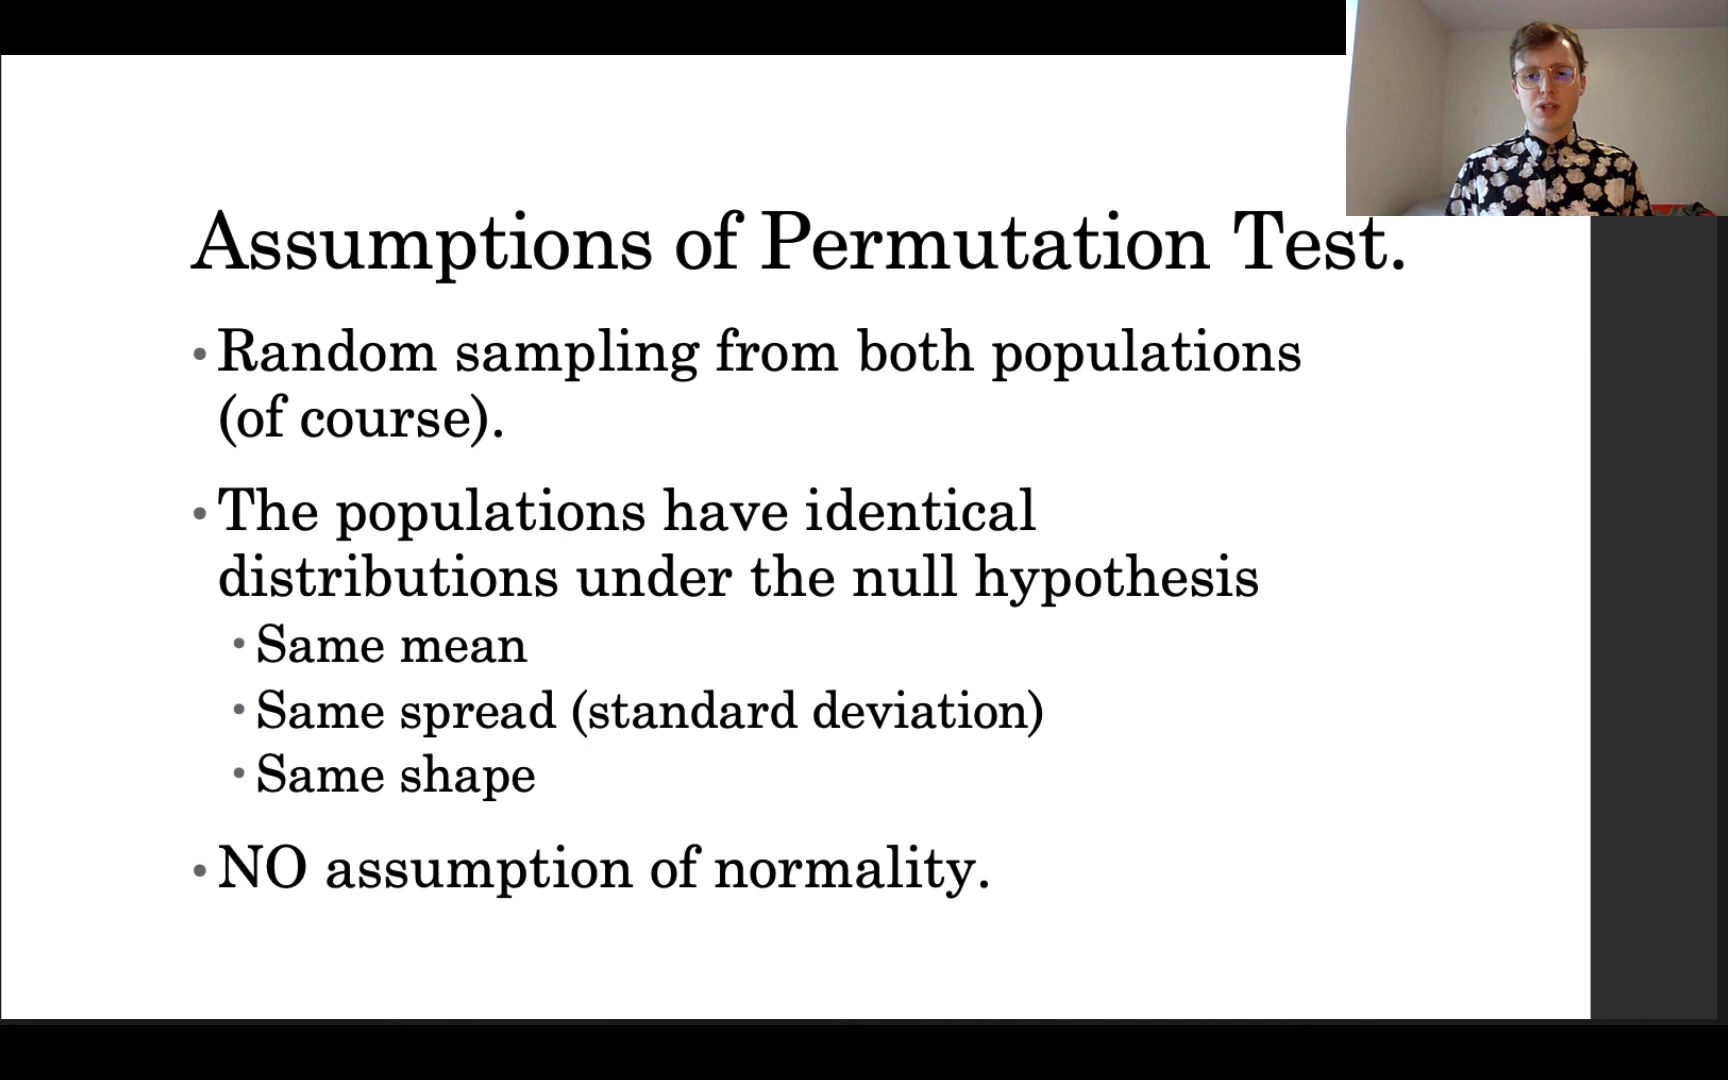 Assumptions of Permutation Test.
• Random sampling from both populations
(of course).
• The populations have identical
distributions under the null hypothesis
• Same mean
• Same spread (standard deviation)
• Same shape
• NO assumption of normality.